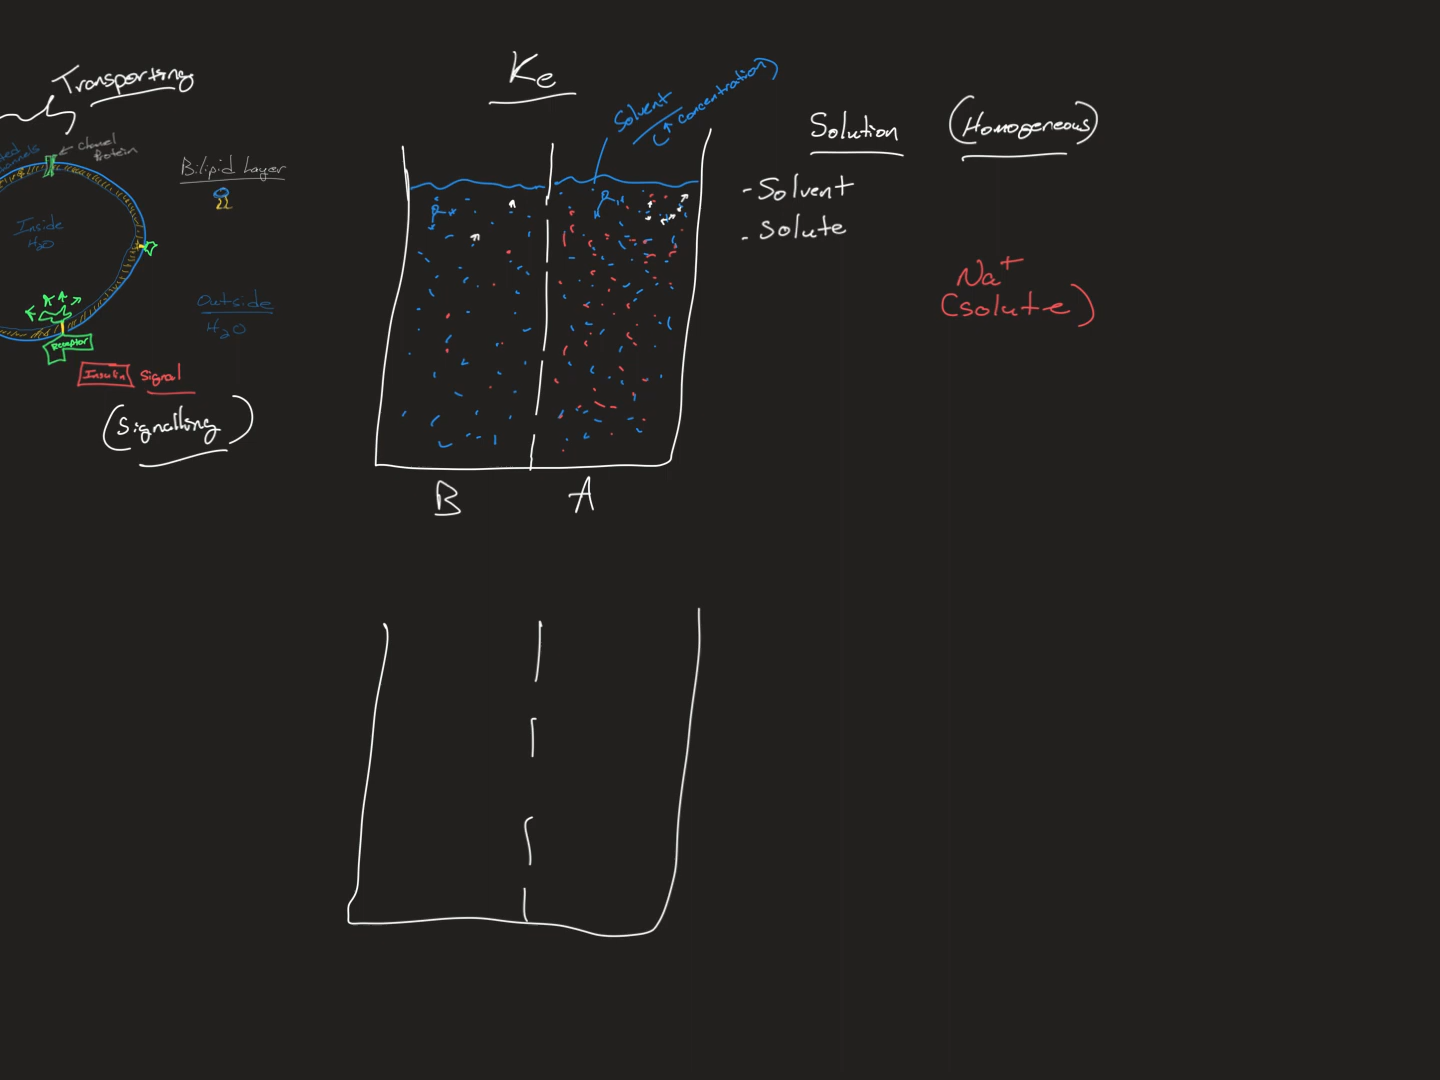 Transporting
Channel
Protein
Bilipid Layer
Inside
H2O
Outside
H2O
Receptor
Insulin Signal
(Signalling)
Ke
Solvent
(↑ concentration)
B A
Solution (Homogeneous)
- Solvent
- Solute
Na+
(Solute)